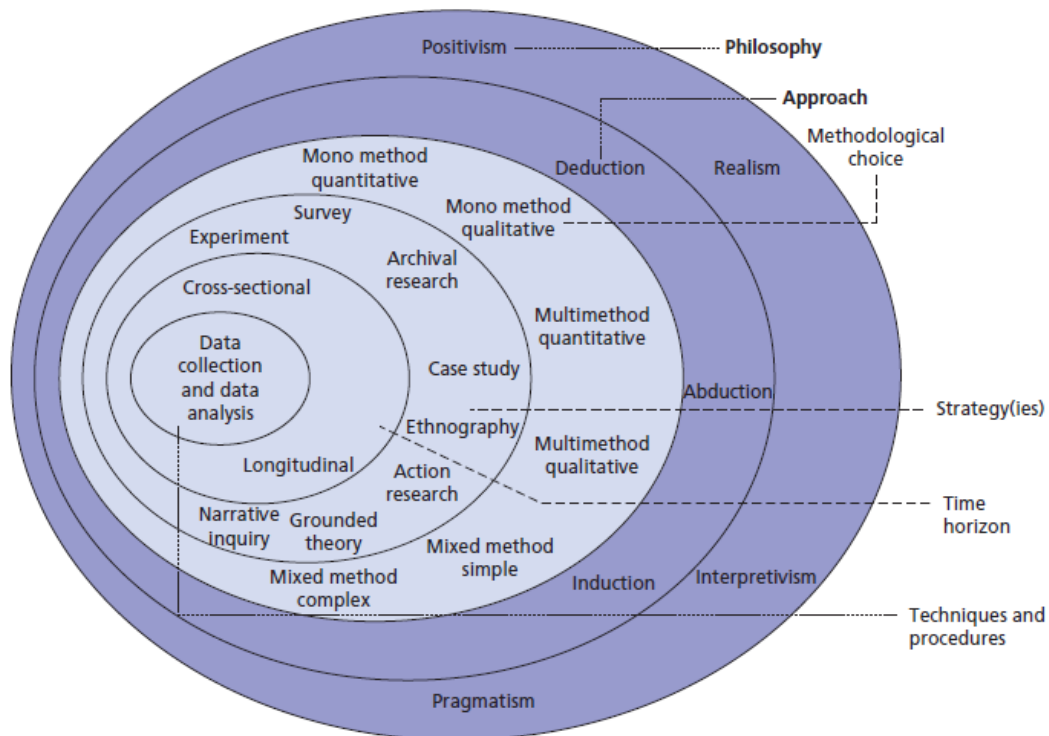 Positivism
Philosophy
Approach
Methodological
choice
Mono method
quantitative
Deduction
Realism
Survey
Mono method
qualitative
Experiment
Archival
research
Cross-sectional
Multimethod
quantitative
Data
collection
and data
analysis
Case study
Abduction
Strategy(ies)
Ethnography
Multimethod
qualitative
Longitudinal
Action
research
Time
horizon
Narrative
inquiry
Grounded
theory
Mixed method
simple
Mixed method
complex
Induction
Interpretivism
Techniques and
procedures
Pragmatism